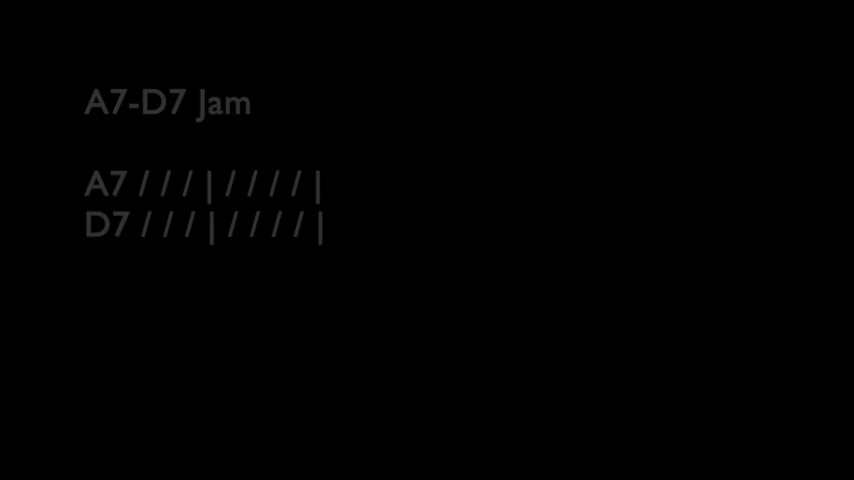 A7-D7 Jam
A7 / / / | / / / / |
D7 / / / | / / / / |